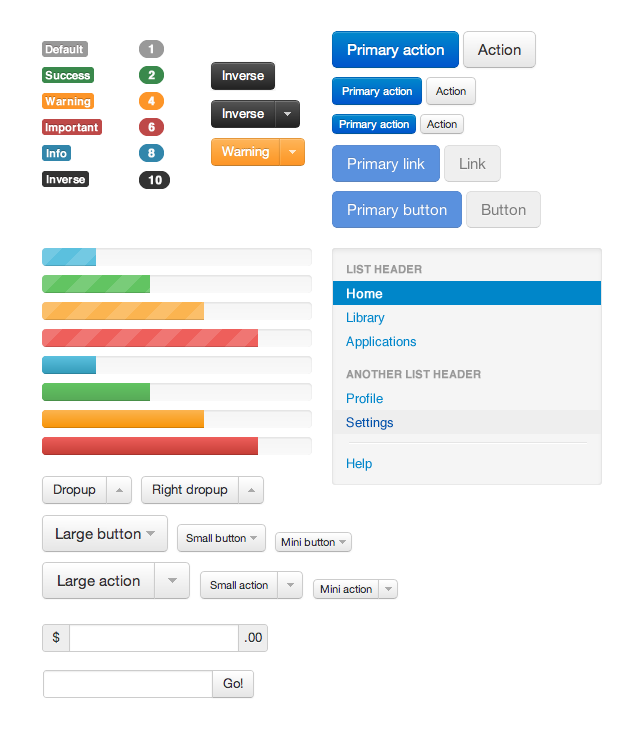 Default 1
Success 2
Warning 4
Important 6
Info 8
Inverse 10
Inverse
Inverse
Warning
Primary action Action
Primary action Action
Primary action Action
Primary link Link
Primary button Button
LIST HEADER
Home
Library
Applications
ANOTHER LIST HEADER
Profile
Settings
Help
Dropup Right dropup
Large button Small button Mini button
Large action Small action Mini action
$ .00
Go!